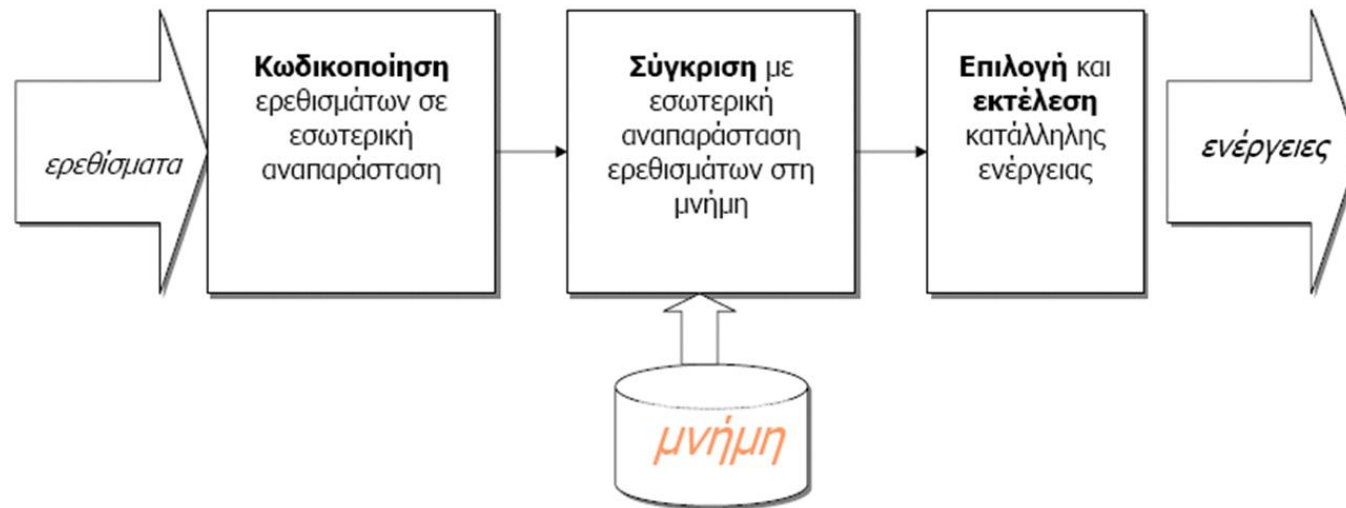 ερεθίσματα
Κωδικοποίηση
ερεθισμάτων σε
εσωτερική
αναπαράσταση
Σύγκριση με
εσωτερική
αναπαράσταση
ερεθισμάτων στη
μνήμη
Επιλογή και
εκτέλεση
κατάλληλης
ενέργειας
ενέργειες
μνήμη